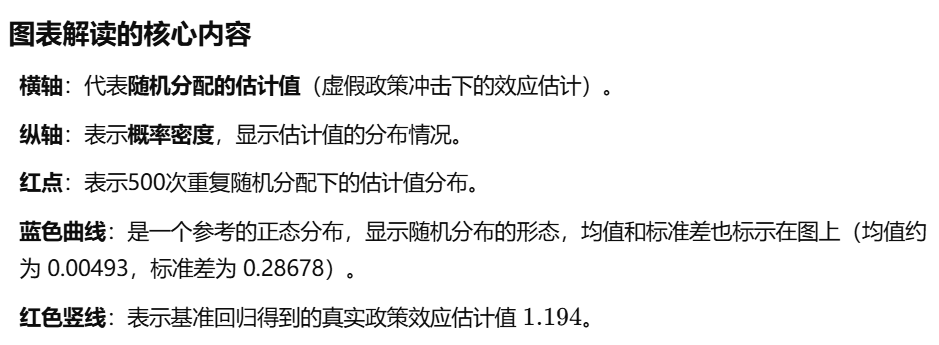 图表解读的核心内容
横轴：代表随机分配的估计值（虚假政策冲击下的效应估计）。
纵轴：表示概率密度，显示估计值的分布情况。
红点：表示500次重复随机分配下的估计值分布。
蓝色曲线：是一个参考的正态分布，显示随机分布的形态，均值和标准差也标示在图上（均值约
为 0.00493，标准差为 0.28678）。
红色竖线：表示基准回归得到的真实政策效应估计值 1.194。